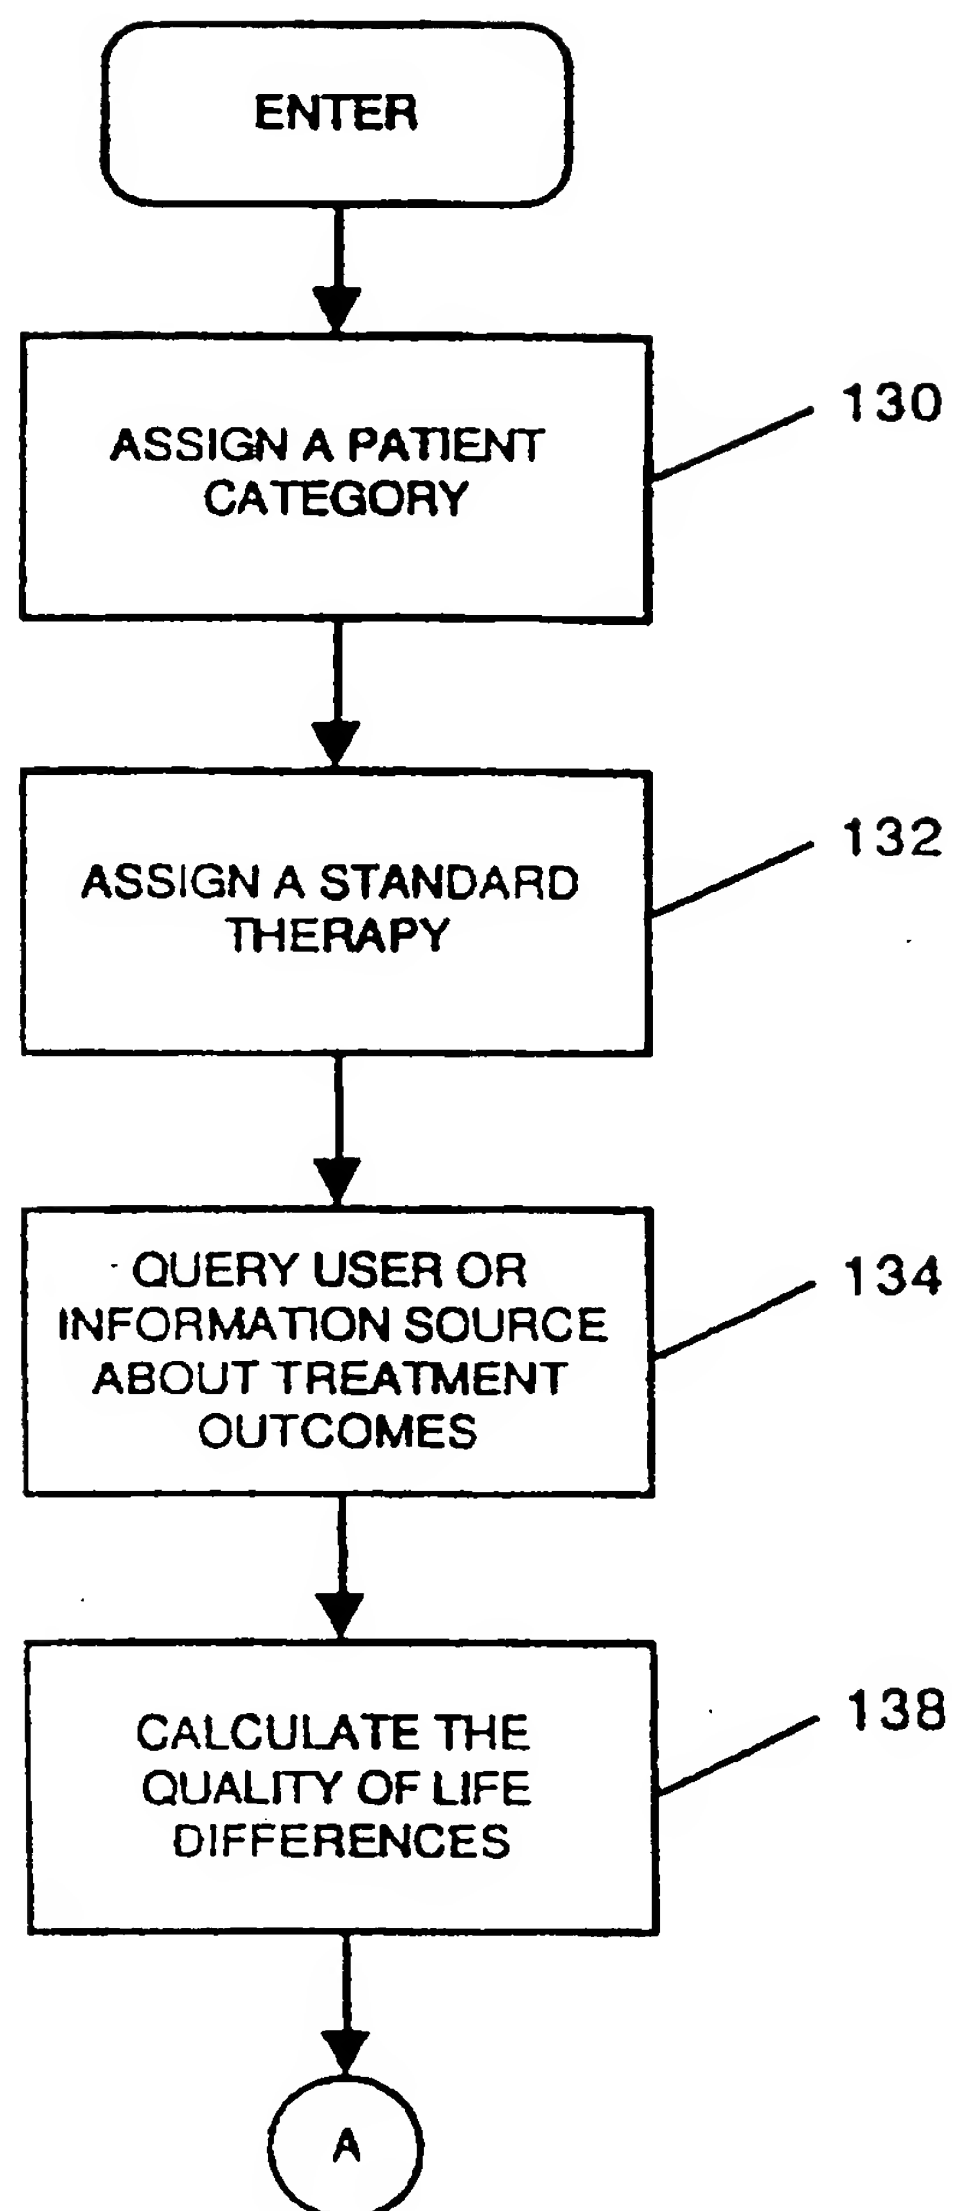 ENTER
ASSIGN A PATIENT
CATEGORY
130
ASSIGN A STANDARD
THERAPY
132
QUERY USER OR
INFORMATION SOURCE
ABOUT TREATMENT
OUTCOMES
134
CALCULATE THE
QUALITY OF LIFE
DIFFERENCES
138
A